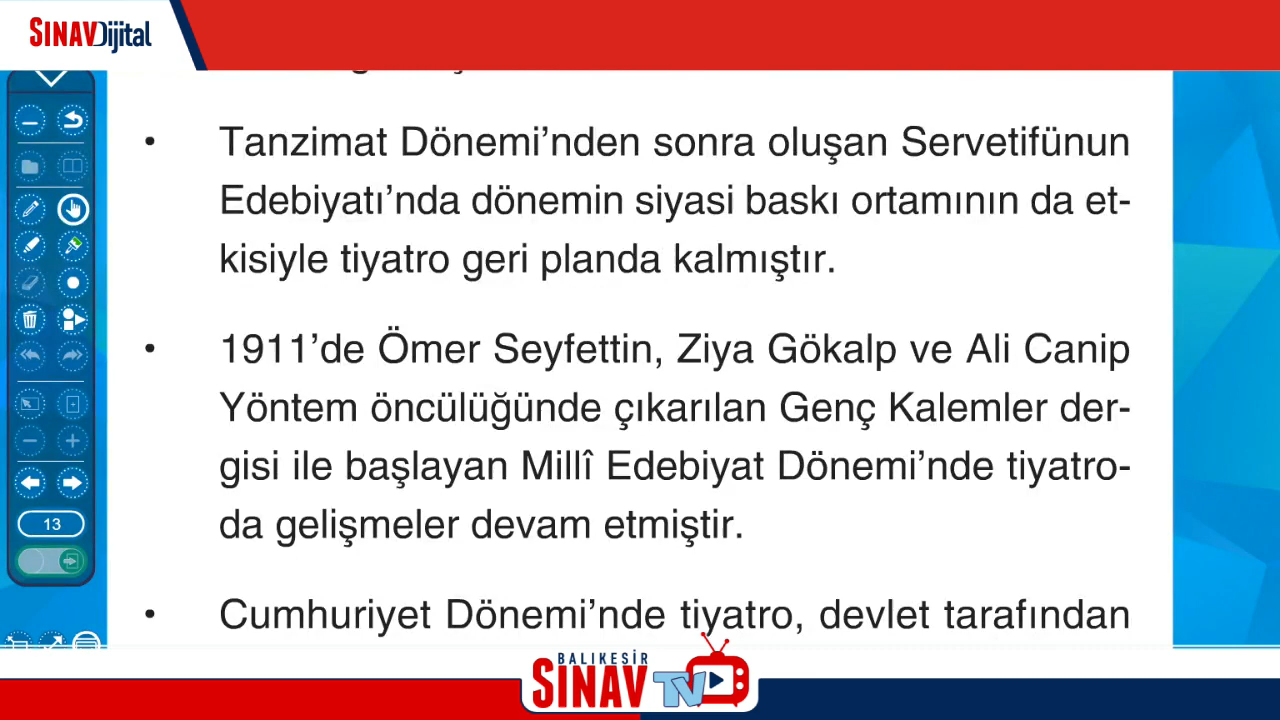 SINAVDijital
• Tanzimat Dönemi’nden sonra oluşan Servetifünun
Edebiyatı’nda dönemin siyasi baskı ortamının da et-
kisiyle tiyatro geri planda kalmıştır.
• 1911’de Ömer Seyfettin, Ziya Gökalp ve Ali Canip
Yöntem öncülüğünde çıkarılan Genç Kalemler der-
gisi ile başlayan Millî Edebiyat Dönemi’nde tiyatro-
da gelişmeler devam etmiştir.
• Cumhuriyet Dönemi’nde tiyatro, devlet tarafından
13
BALIKESİR
SINAV TV